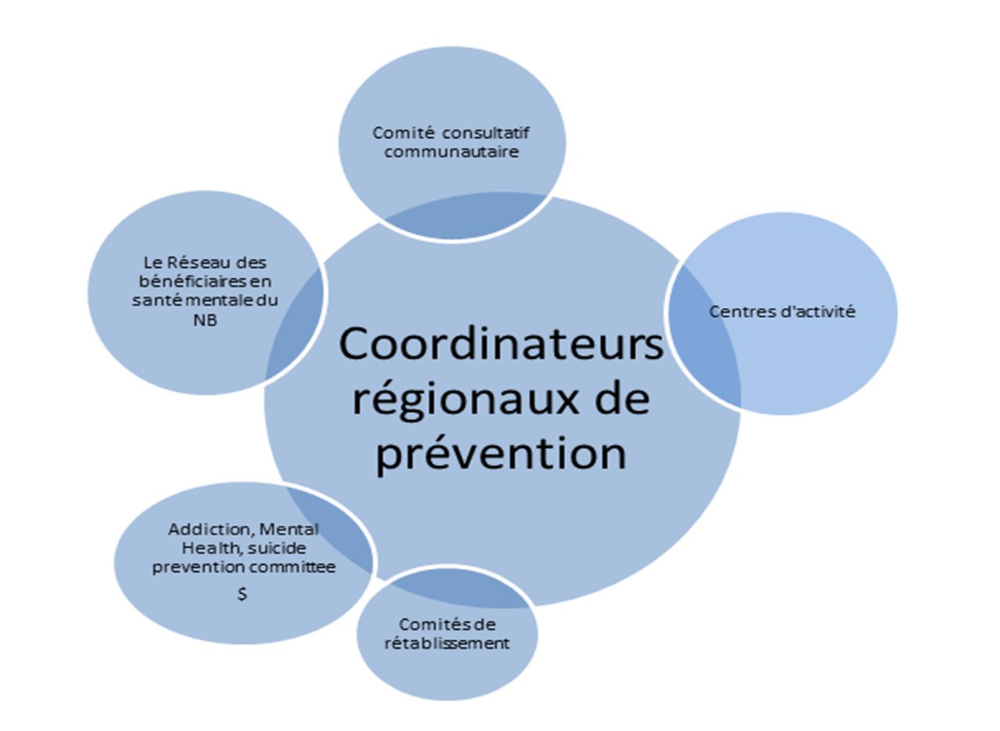 Comité consultatif
communautaire
Le Réseau des
bénéficiaires en
santé mentale du
NB
Centres d'activité
Coordinateurs
régionaux de
prévention
Addiction, Mental
Health, suicide
prevention committee
$
Comités de
rétablissement